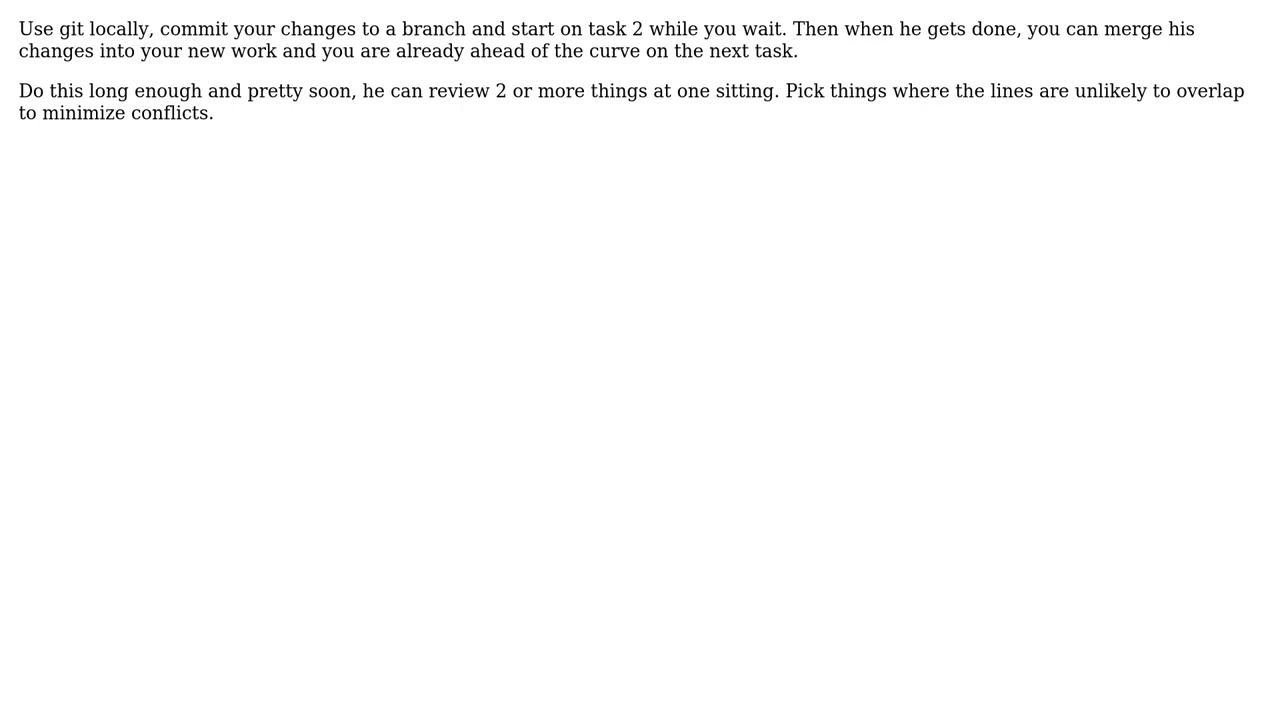 Use git locally, commit your changes to a branch and start on task 2 while you wait. Then when he gets done, you can merge his
changes into your new work and you are already ahead of the curve on the next task.
Do this long enough and pretty soon, he can review 2 or more things at one sitting. Pick things where the lines are unlikely to overlap
to minimize conflicts.